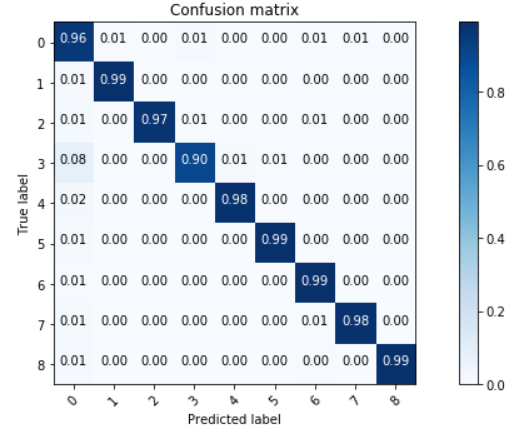 Confusion matrix
0 0.96 0.01 0.00 0.01 0.00 0.00 0.01 0.01 0.00
1 0.01 0.99 0.00 0.00 0.00 0.00 0.00 0.00 0.00
2 0.01 0.00 0.97 0.01 0.00 0.00 0.01 0.00 0.00
3 0.08 0.00 0.00 0.90 0.01 0.01 0.00 0.00 0.00
4 0.02 0.00 0.00 0.00 0.98 0.00 0.00 0.00 0.00
5 0.01 0.00 0.00 0.00 0.00 0.99 0.00 0.00 0.00
6 0.01 0.00 0.00 0.00 0.00 0.00 0.99 0.00 0.00
7 0.01 0.00 0.00 0.00 0.00 0.00 0.01 0.98 0.00
8 0.01 0.00 0.00 0.00 0.00 0.00 0.00 0.00 0.99
True label
0 1 2 3 4 5 6 7 8
Predicted label
0.8
0.6
0.4
0.2
0.0